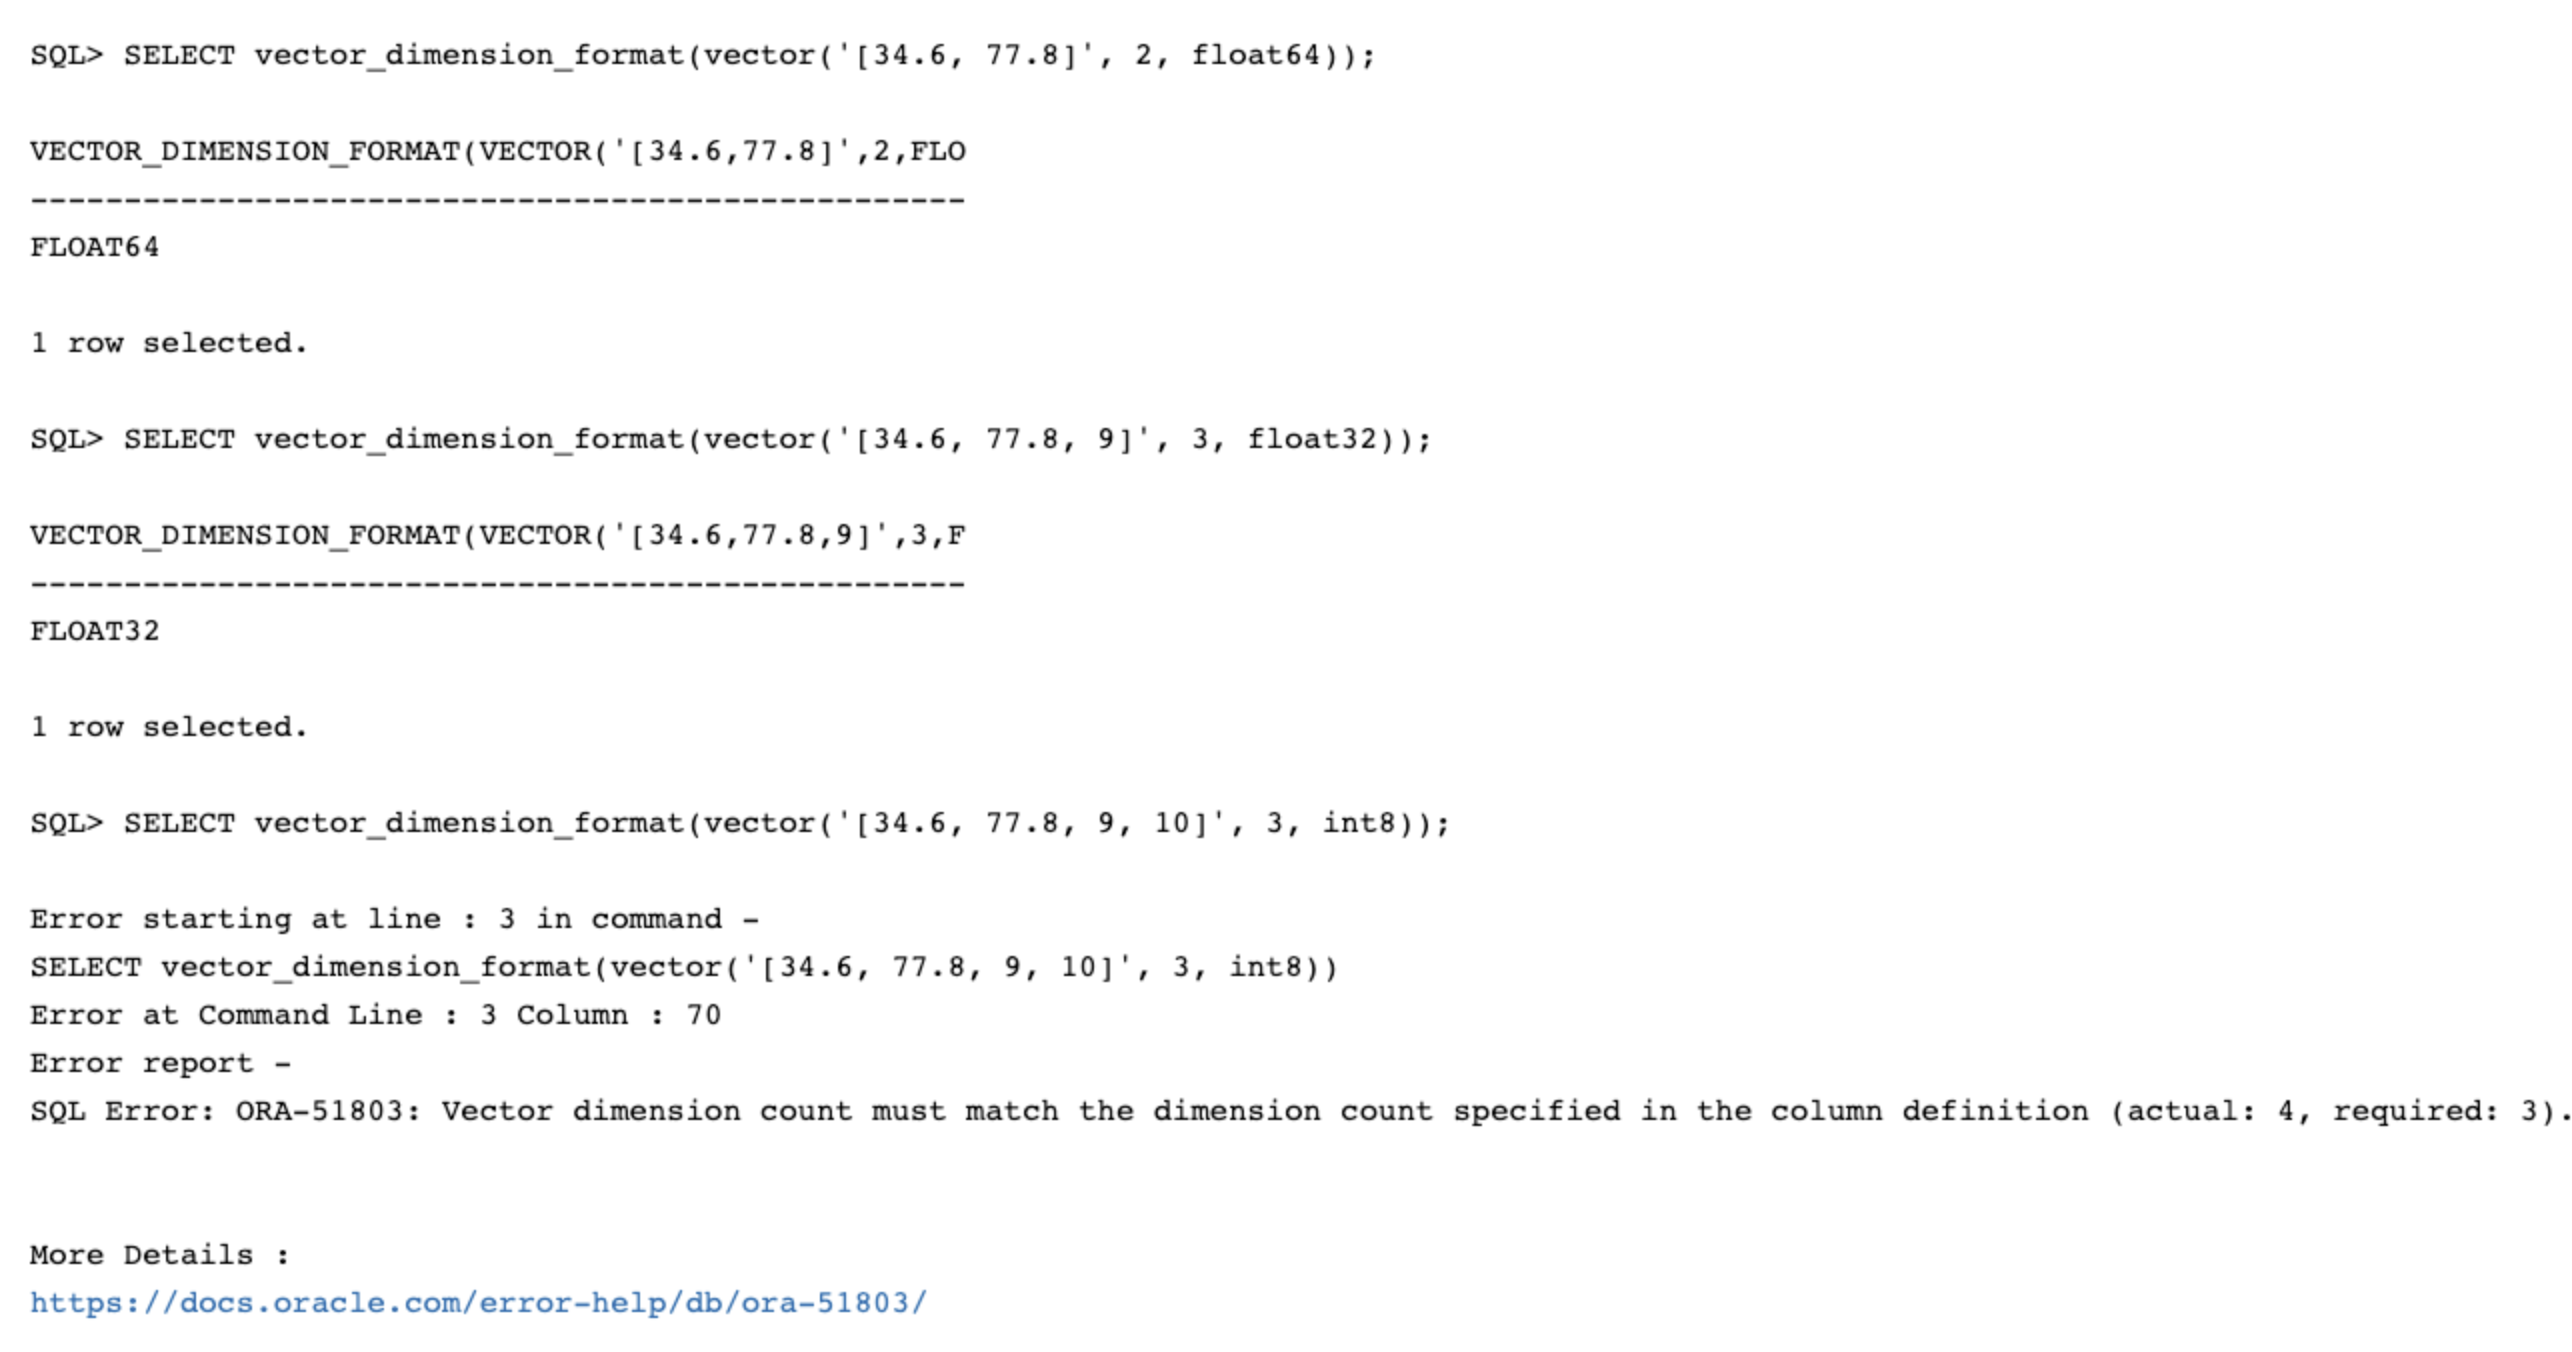 SQL> SELECT vector_dimension_format(vector('[34.6, 77.8]', 2, float64));
VECTOR_DIMENSION_FORMAT(VECTOR('[34.6,77.8]',2,FLO
--------------------------------------------------
FLOAT64
1 row selected.
SQL> SELECT vector_dimension_format(vector('[34.6, 77.8, 9]', 3, float32));
VECTOR_DIMENSION_FORMAT(VECTOR('[34.6,77.8,9]',3,F
--------------------------------------------------
FLOAT32
1 row selected.
SQL> SELECT vector_dimension_format(vector('[34.6, 77.8, 9, 10]', 3, int8));
Error starting at line : 3 in command -
SELECT vector_dimension_format(vector('[34.6, 77.8, 9, 10]', 3, int8))
Error at Command Line : 3 Column : 70
Error report -
SQL Error: ORA-51803: Vector dimension count must match the dimension count specified in the column definition (actual: 4, required: 3).
More Details :
https://docs.oracle.com/error-help/db/ora-51803/